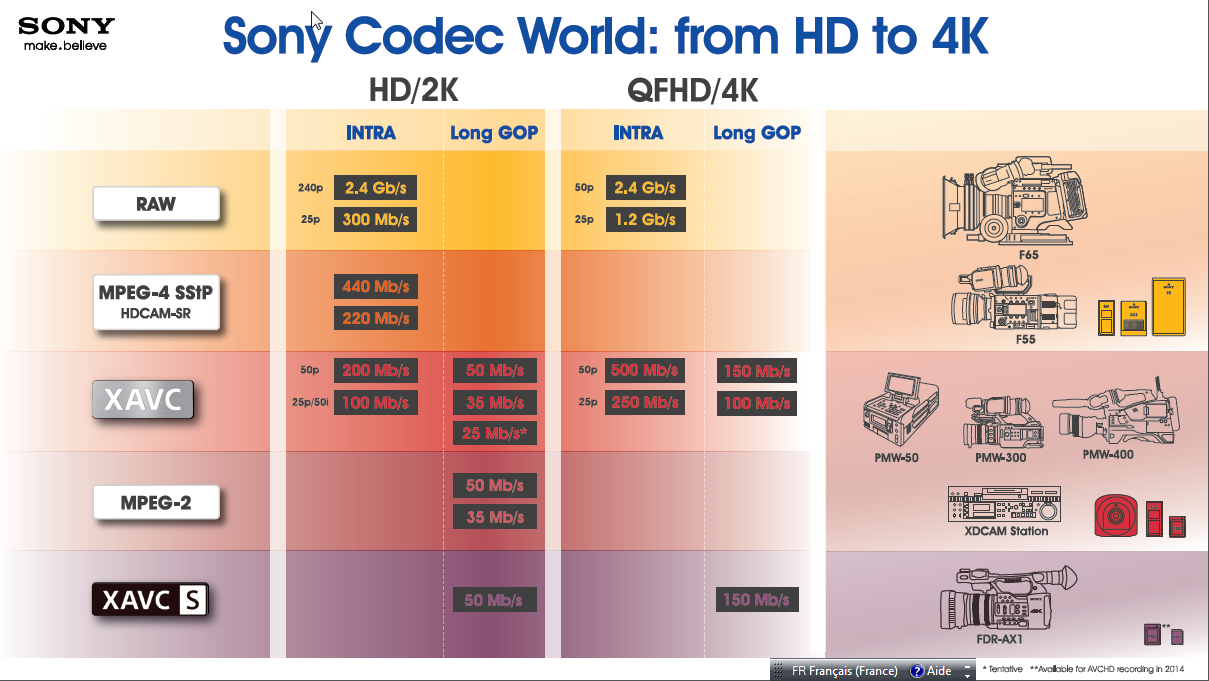 SONY
make.believe
Sony Codec World: from HD to 4K
HD/2K
QFHD/4K
INTRA
Long GOP
INTRA
Long GOP
RAW
240p 2.4 Gb/s
50p 2.4 Gb/s
25p 300 Mb/s
25p 1.2 Gb/s
F65
MPEG-4 SStP
HDCAM-SR
440 Mb/s
220 Mb/s
SONY
F55
XAVC
50p 200 Mb/s
50 Mb/s
50p 500 Mb/s
150 Mb/s
25p/50i 100 Mb/s
35 Mb/s
25p 250 Mb/s
100 Mb/s
25 Mb/s*
PMW-50
PMW-300
PMW-400
MPEG-2
50 Mb/s
35 Mb/s
XDCAM Station
XAVC S
50 Mb/s
150 Mb/s
SONY
4K
FDR-AX1
**
FR Français (France)
Aide
* Tentative **Available for AVCHD recording in 2014